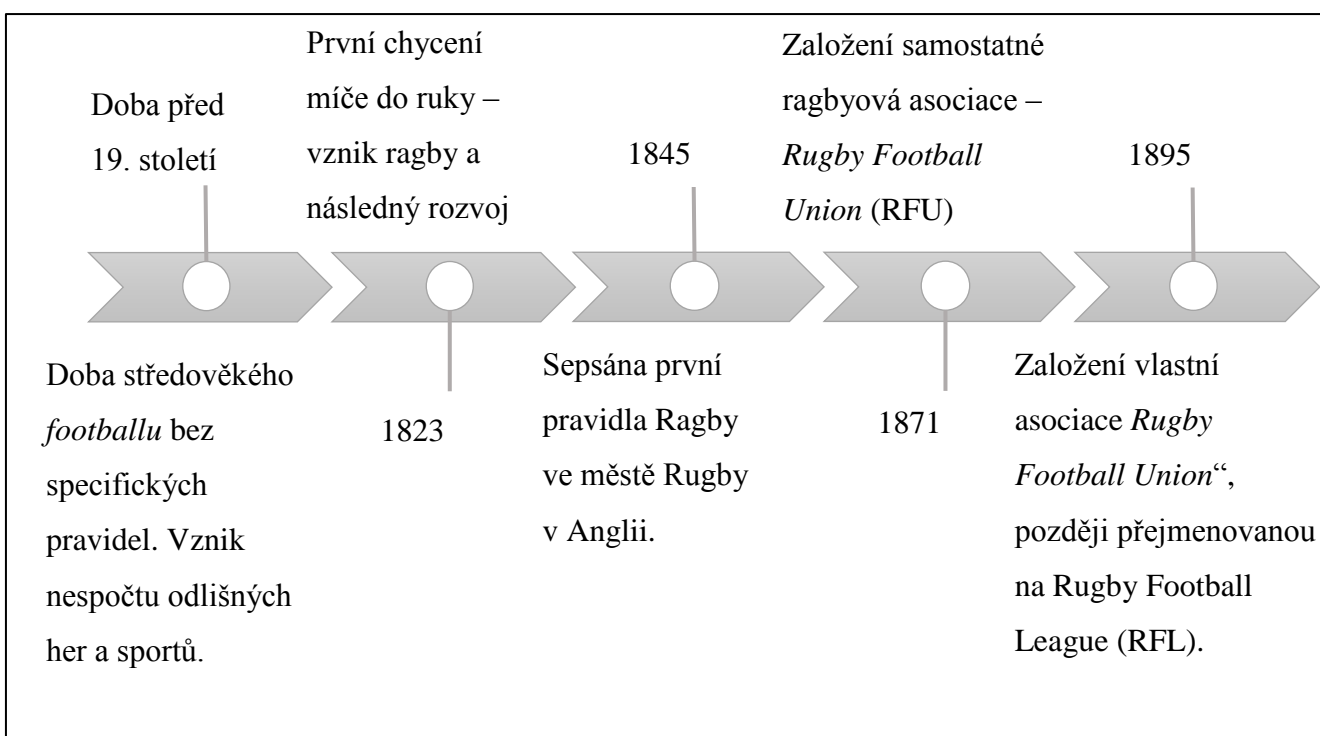 Doba před
19. století
Doba středověkého
footballu bez
specifických
pravidel. Vznik
nespočtu odlišných
her a sportů.
První chycení
míče do ruky –
vznik ragby a
následný rozvoj
1823
1845
Sepsána první
pravidla Ragby
ve městě Rugby
v Anglii.
Založení samostatné
ragbyová asociace –
Rugby Football
Union (RFU)
1871
1895
Založení vlastní
asociace Rugby
Football Union“,
později přejmenovanou
na Rugby Football
League (RFL).